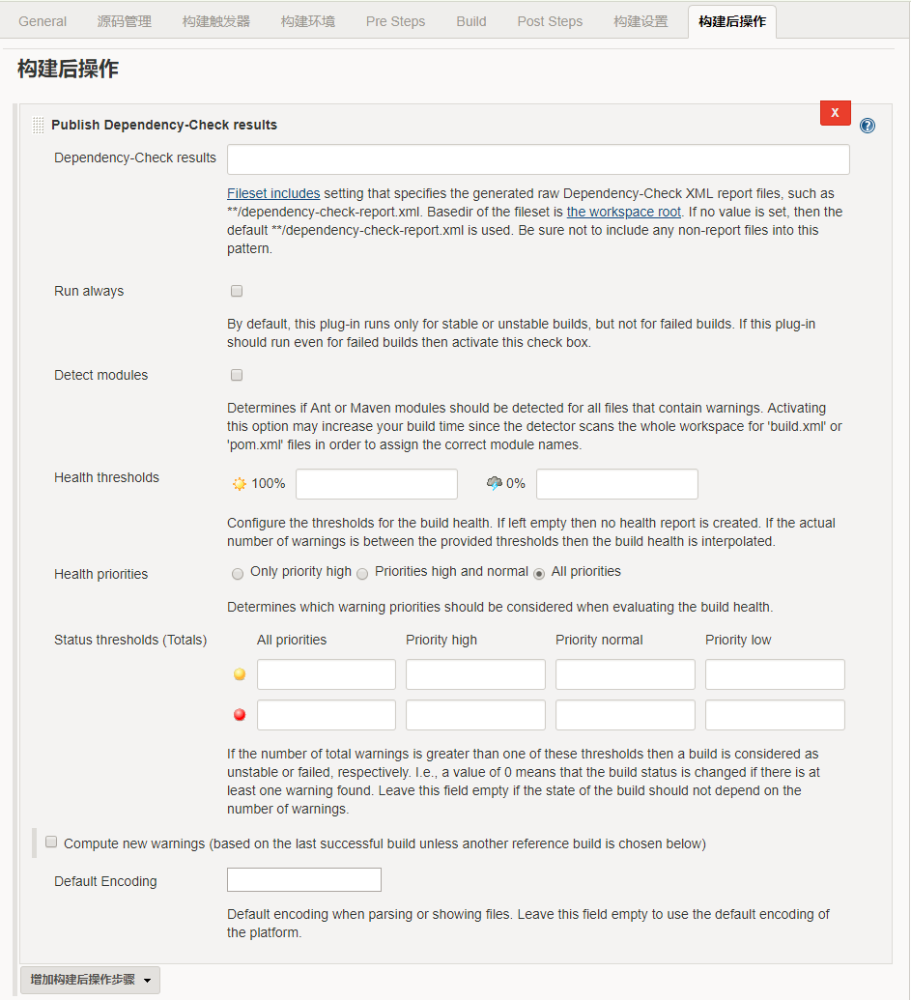 General 源码管理 构建触发器 构建环境 Pre Steps Build Post Steps 构建设置 构建后操作
构建后操作
Publish Dependency-Check results
X
Dependency-Check results
Fileset includes setting that specifies the generated raw Dependency-Check XML report files, such as
**/dependency-check-report.xml. Basedir of the fileset is the workspace root. If no value is set, then the
default **/dependency-check-report.xml is used. Be sure not to include any non-report files into this
pattern.
Run always
By default, this plug-in runs only for stable or unstable builds, but not for failed builds. If this plug-in
should run even for failed builds then activate this check box.
Detect modules
Determines if Ant or Maven modules should be detected for all files that contain warnings. Activating
this option may increase your build time since the detector scans the whole workspace for 'build.xml' or
'pom.xml' files in order to assign the correct module names.
Health thresholds 100% 0%
Configure the thresholds for the build health. If left empty then no health report is created. If the actual
number of warnings is between the provided thresholds then the build health is interpolated.
Health priorities Only priority high Priorities high and normal All priorities
Determines which warning priorities should be considered when evaluating the build health.
Status thresholds (Totals) All priorities Priority high Priority normal Priority low
If the number of total warnings is greater than one of these thresholds then a build is considered as
unstable or failed, respectively. I.e., a value of 0 means that the build status is changed if there is at
least one warning found. Leave this field empty if the state of the build should not depend on the
number of warnings.
Compute new warnings (based on the last successful build unless another reference build is chosen below)
Default Encoding
Default encoding when parsing or showing files. Leave this field empty to use the default encoding of
the platform.
增加构建后操作步骤